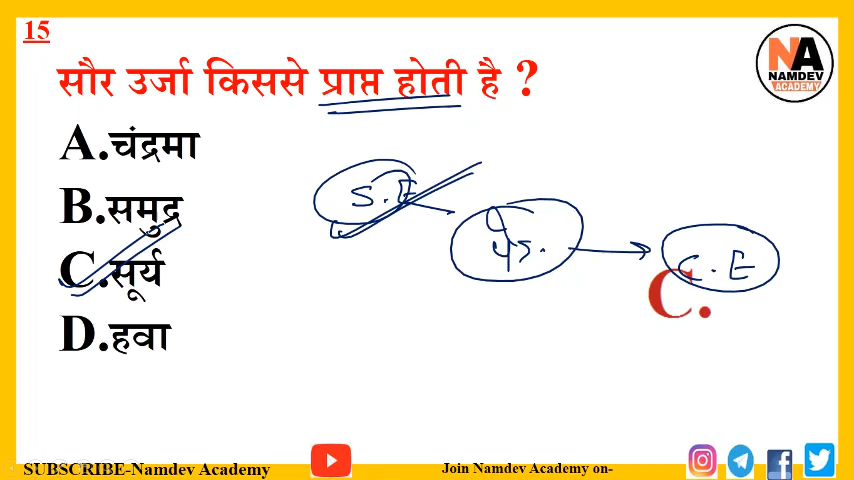 15
सौर उर्जा किससे प्राप्त होती है ?
NA
NAMDEV
ACADEMY
A.चंद्रमा
B.समुद्र
C.सूर्य
D.हवा
S.E
C.E
C.
SUBSCRIBE-Namdev Academy
Join Namdev Academy on-